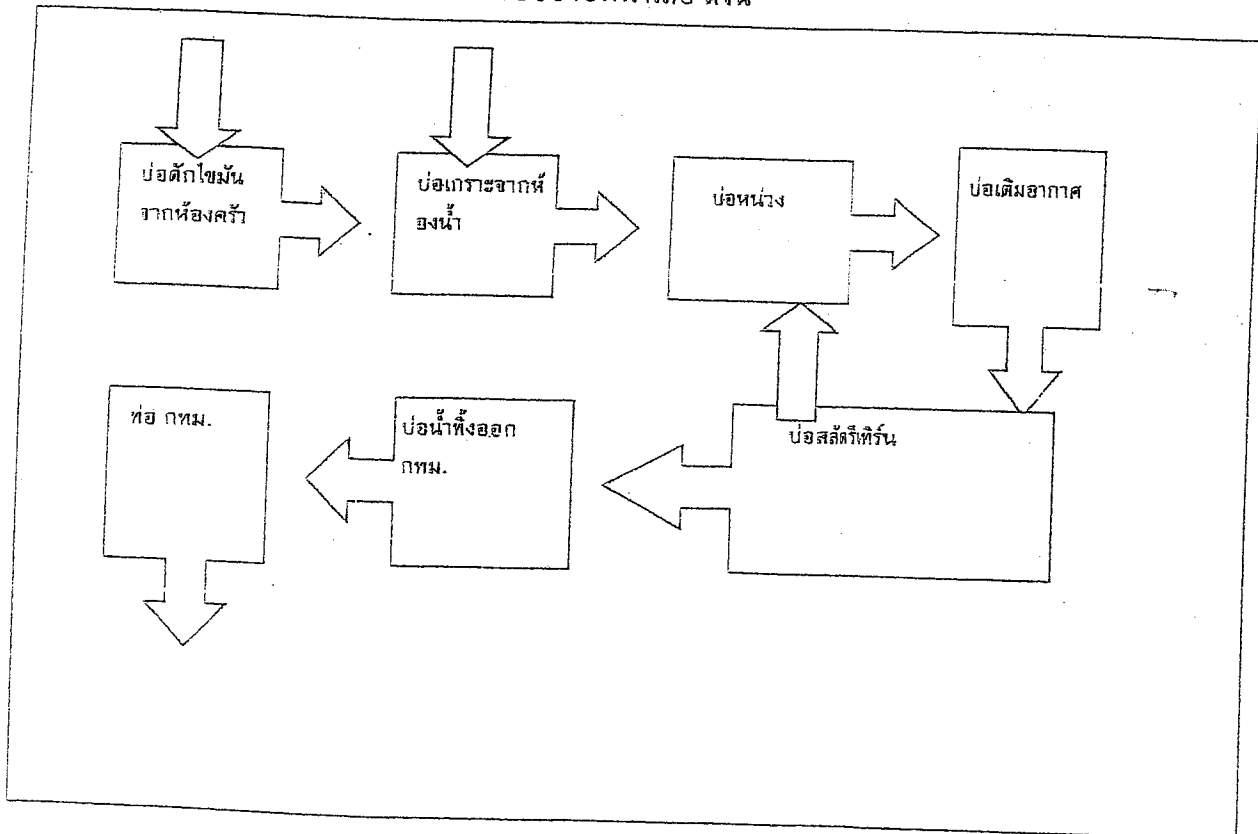 บ่อดักไขมัน
จากห้องครัว
บ่อเกราะจากห้
องน้ำ
บ่อหน่วง
บ่อเติมอากาศ
ท่อ กทม.
บ่อน้ำทิ้งออก
กทม.
บ่อสลัดรีเทิร์น